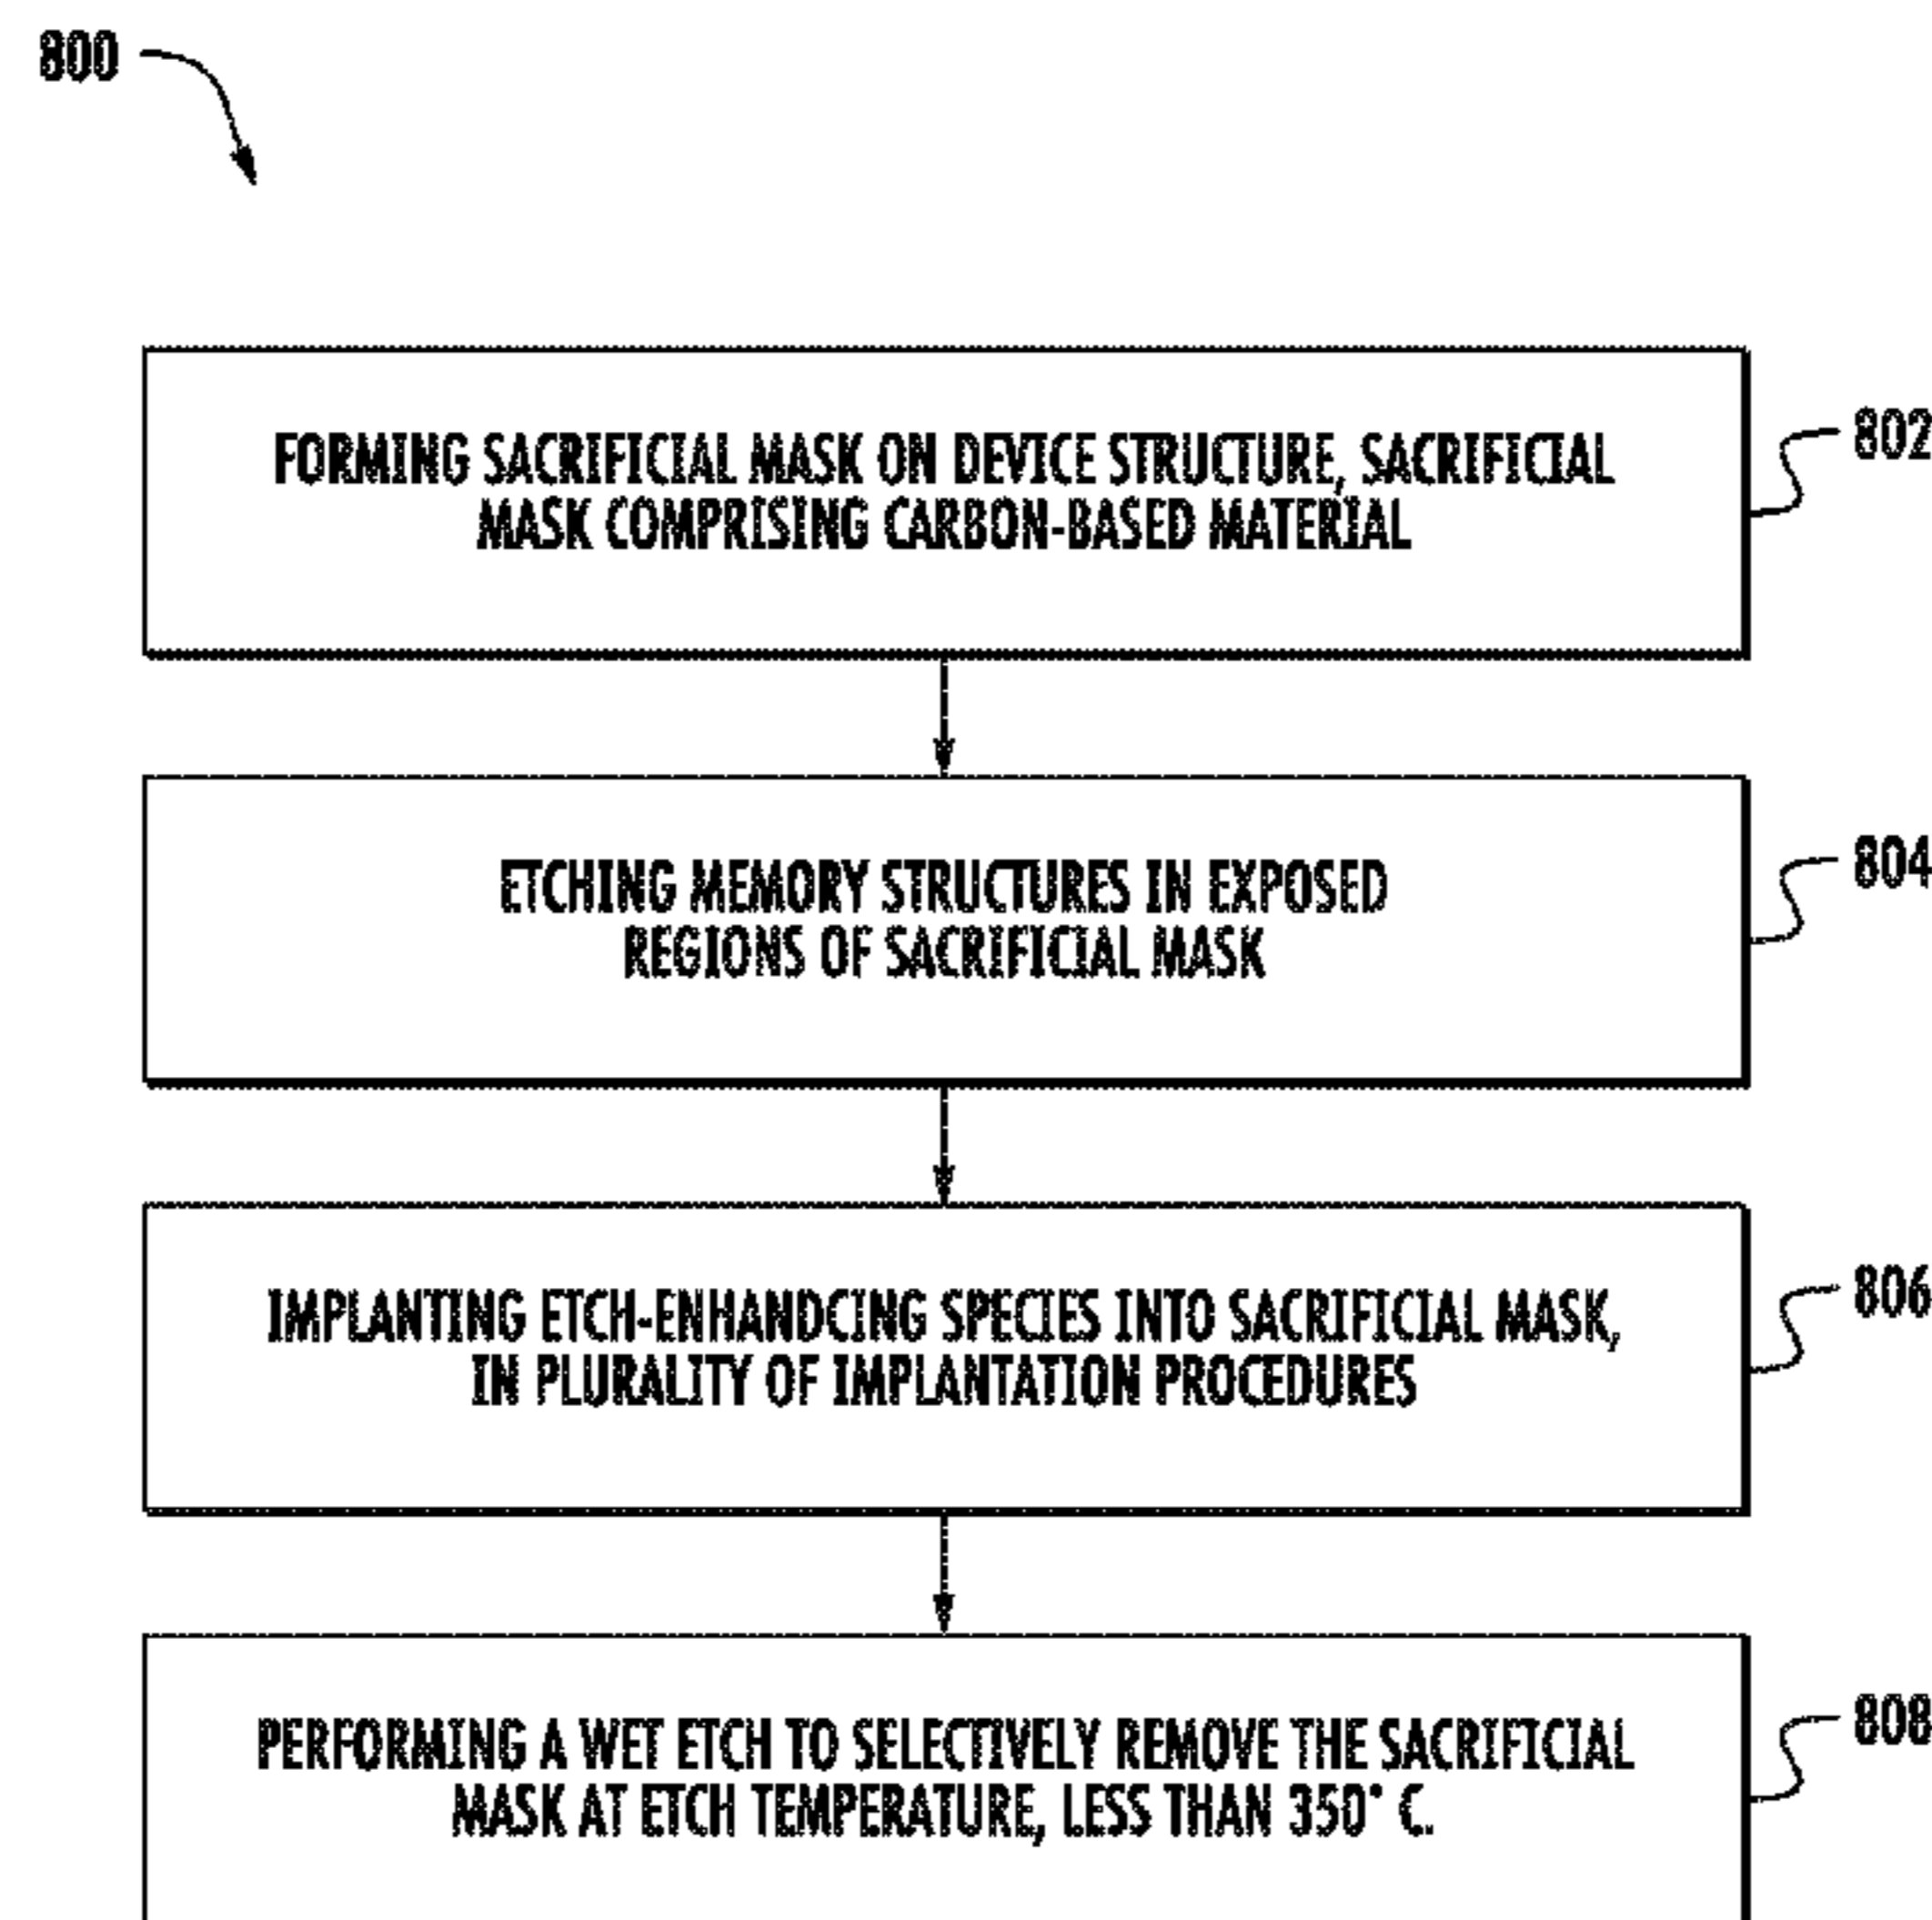 800
FORMING SACRIFICIAL MASK ON DEVICE STRUCTURE, SACRIFICIAL
MASK COMPRISING CARBON-BASED MATERIAL
802
ETCHING MEMORY STRUCTURES IN EXPOSED
REGIONS OF SACRIFICIAL MASK
804
IMPLANTING ETCH-ENHANDCING SPECIES INTO SACRIFICIAL MASK,
IN PLURALITY OF IMPLANTATION PROCEDURES
806
PERFORMING A WET ETCH TO SELECTIVELY REMOVE THE SACRIFICIAL
MASK AT ETCH TEMPERATURE, LESS THAN 350° C.
808